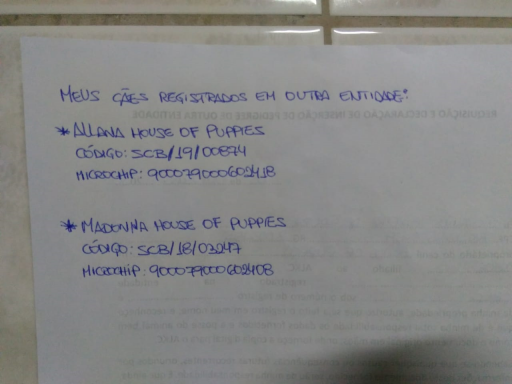 MEUS CÃES REGISTRADOS EM OUTRA ENTIDADE:
* ALLANA HOUSE OF PUPPIES
CÓDIGO: SCB/19/00874
MICROCHIP: 900079000602418
* MADONNA HOUSE OF PUPPIES
CÓDIGO: SCB/18/03247
MICROCHIP: 900079000602408